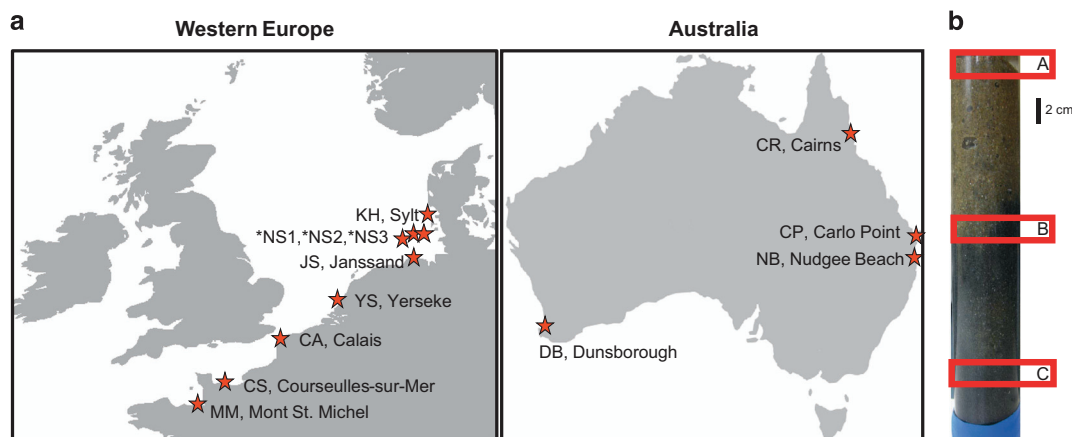 a
Western Europe
KH, Sylt
*NS1,*NS2,*NS3
JS, Janssand
YS, Yerseke
CA, Calais
CS, Courseulles-sur-Mer
MM, Mont St. Michel
Australia
CR, Cairns
CP, Carlo Point
NB, Nudgee Beach
DB, Dunsborough
b
A
2 cm
B
C